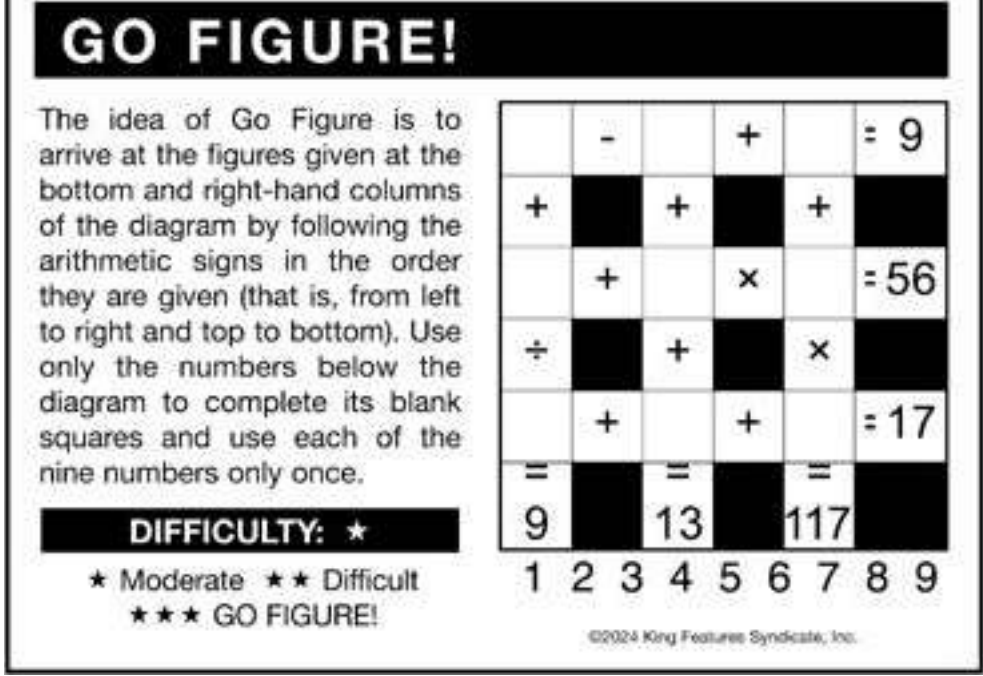 GO FIGURE!
The idea of Go Figure is to
arrive at the figures given at the
bottom and right-hand columns
of the diagram by following the
arithmetic signs in the order
they are given (that is, from left
to right and top to bottom). Use
only the numbers below the
diagram to complete its blank
squares and use each of the
nine numbers only once.
DIFFICULTY: ★
★ Moderate ★★ Difficult
★★★ GO FIGURE!
- + = 9
+ + +
+ × = 56
÷ + ×
+ + = 17
= = =
9 13 117
1 2 3 4 5 6 7 8 9
©2024 King Features Syndicate, Inc.